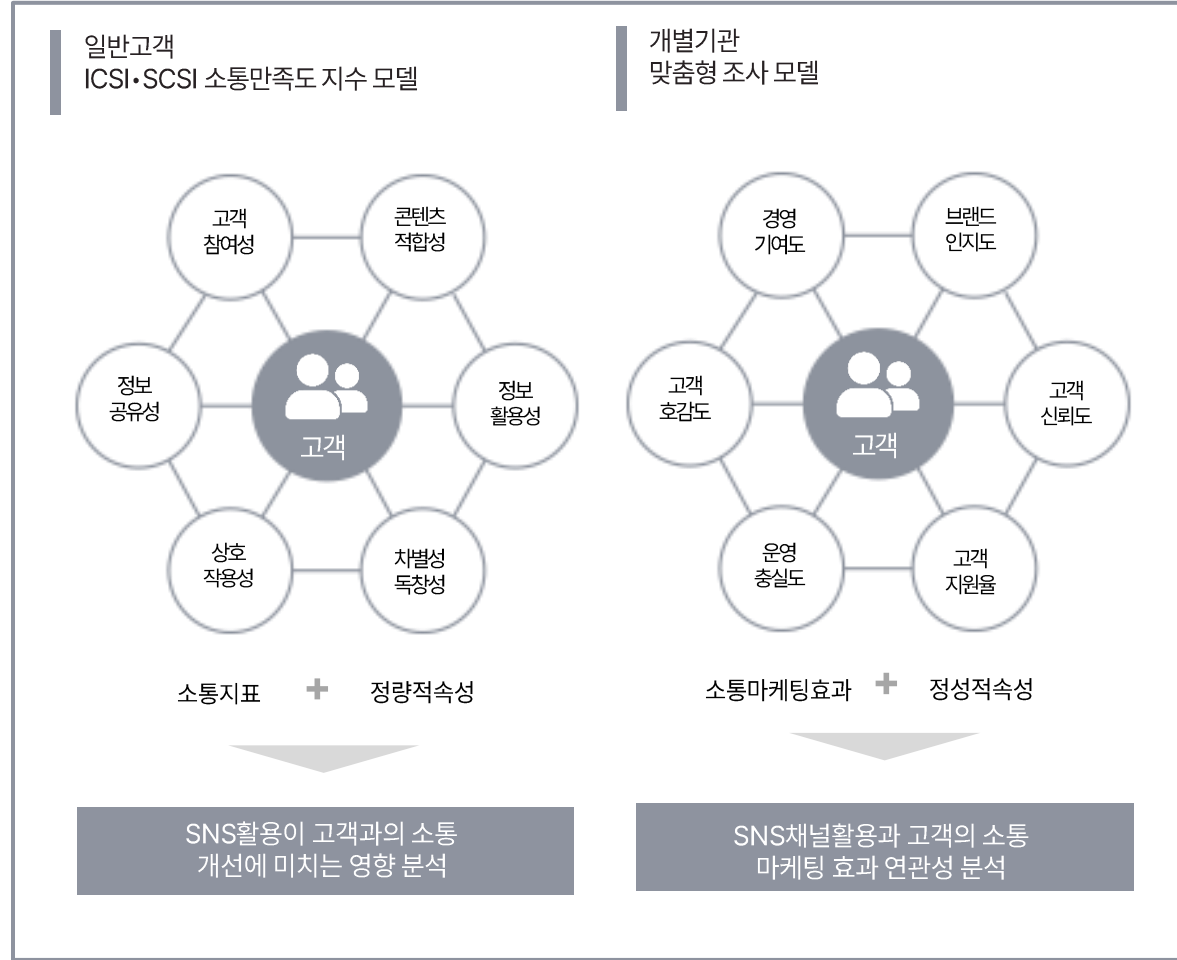 일반고객
ICSI•SCSI 소통만족도 지수 모델
고객
참여성
콘텐츠
적합성
정보
공유성
고객
정보
활용성
상호
작용성
차별성
독창성
소통지표 + 정량적속성
SNS활용이 고객과의 소통
개선에 미치는 영향 분석
개별기관
맞춤형 조사 모델
경영
기여도
브랜드
인지도
고객
호감도
고객
고객
신뢰도
운영
충실도
고객
지원율
소통마케팅효과 + 정성적속성
SNS채널활용과 고객의 소통
마케팅 효과 연관성 분석